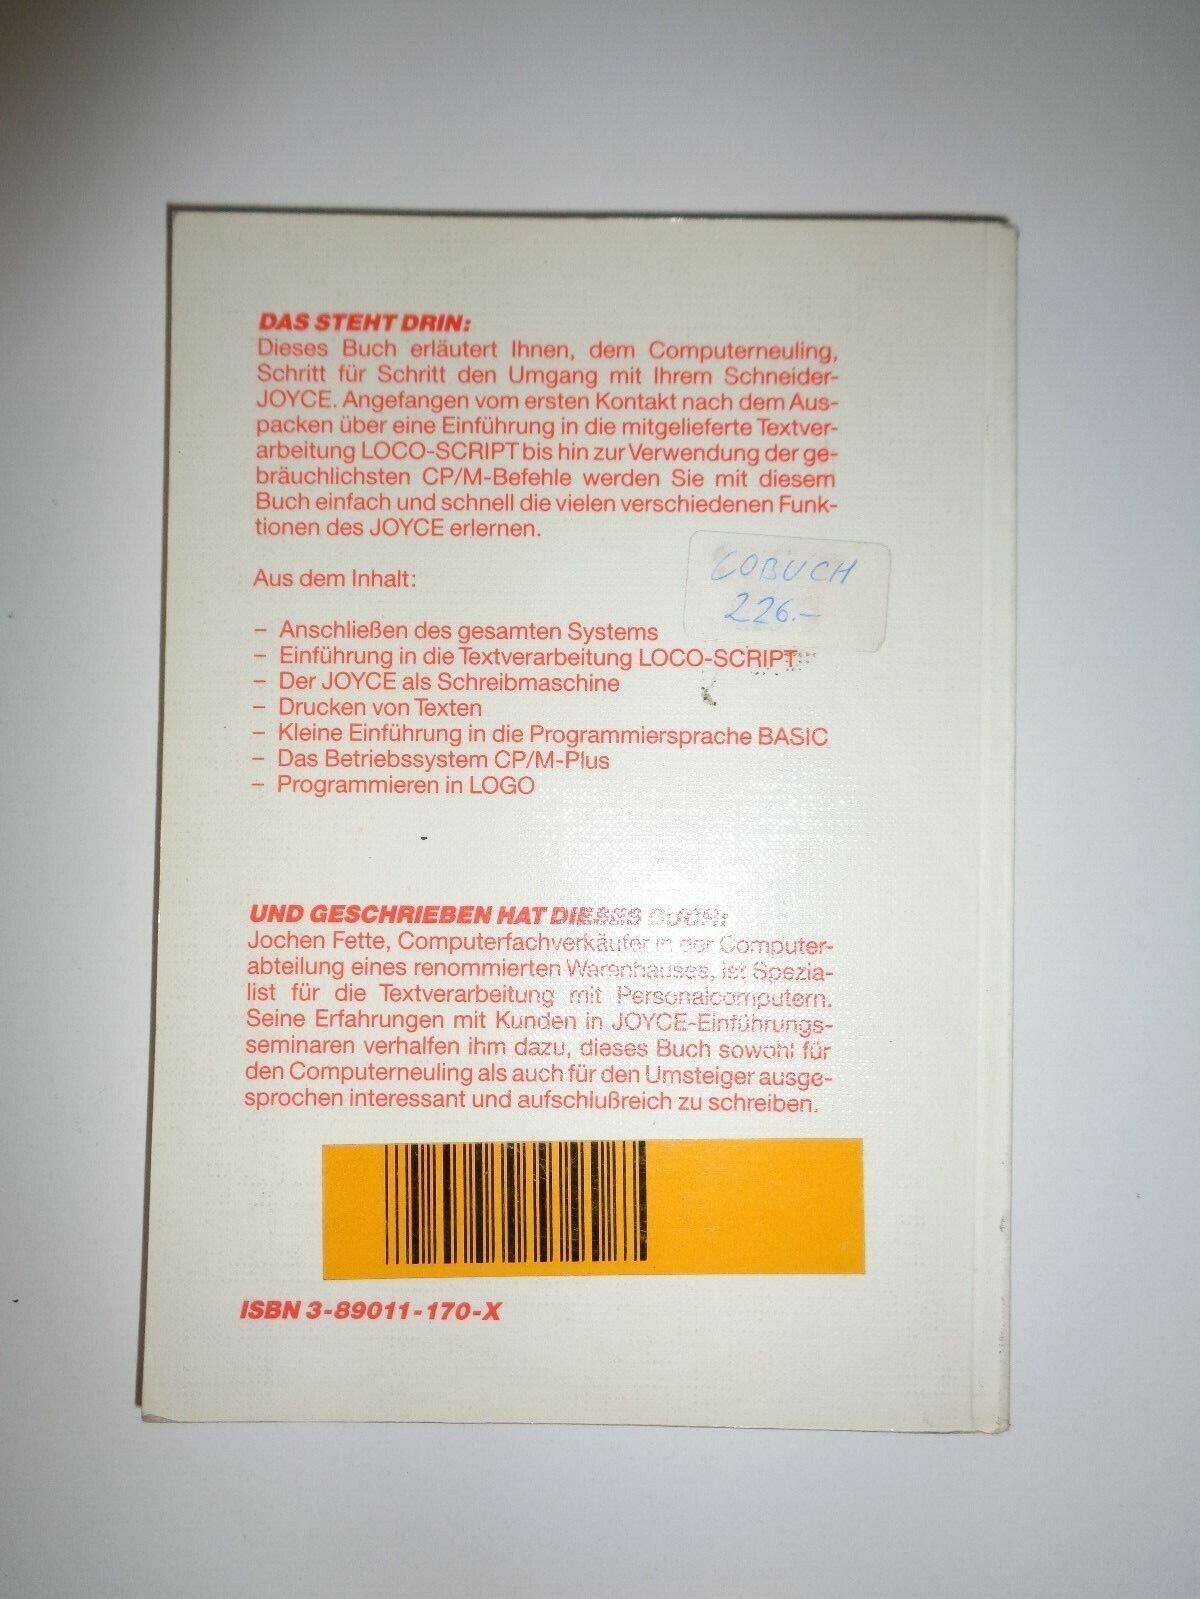 DAS STEHT DRIN:
Dieses Buch erläutert Ihnen, dem Computerneuling,
Schritt für Schritt den Umgang mit Ihrem Schneider-
JOYCE. Angefangen vom ersten Kontakt nach dem Aus-
packen über eine Einführung in die mitgelieferte Textver-
arbeitung LOCO-SCRIPT bis hin zur Verwendung der ge-
bräuchlichsten CP/M-Befehle werden Sie mit diesem
Buch einfach und schnell die vielen verschiedenen Funk-
tionen des JOYCE erlernen.
COBUCH
226.–
Aus dem Inhalt:
– Anschließen des gesamten Systems
– Einführung in die Textverarbeitung LOCO-SCRIPT
– Der JOYCE als Schreibmaschine
– Drucken von Texten
– Kleine Einführung in die Programmiersprache BASIC
– Das Betriebssystem CP/M-Plus
– Programmieren in LOGO
UND GESCHRIEBEN HAT DIESES BUCH:
Jochen Fette, Computerfachverkäufer in der Computer-
abteilung eines renommierten Warenhauses, ist Spezia-
list für die Textverarbeitung mit Personalcomputern.
Seine Erfahrungen mit Kunden in JOYCE-Einführungs-
seminaren verhalfen ihm dazu, dieses Buch sowohl für
den Computerneuling als auch für den Umsteiger ausge-
sprochen interessant und aufschlußreich zu schreiben.
ISBN 3-89011-170-X